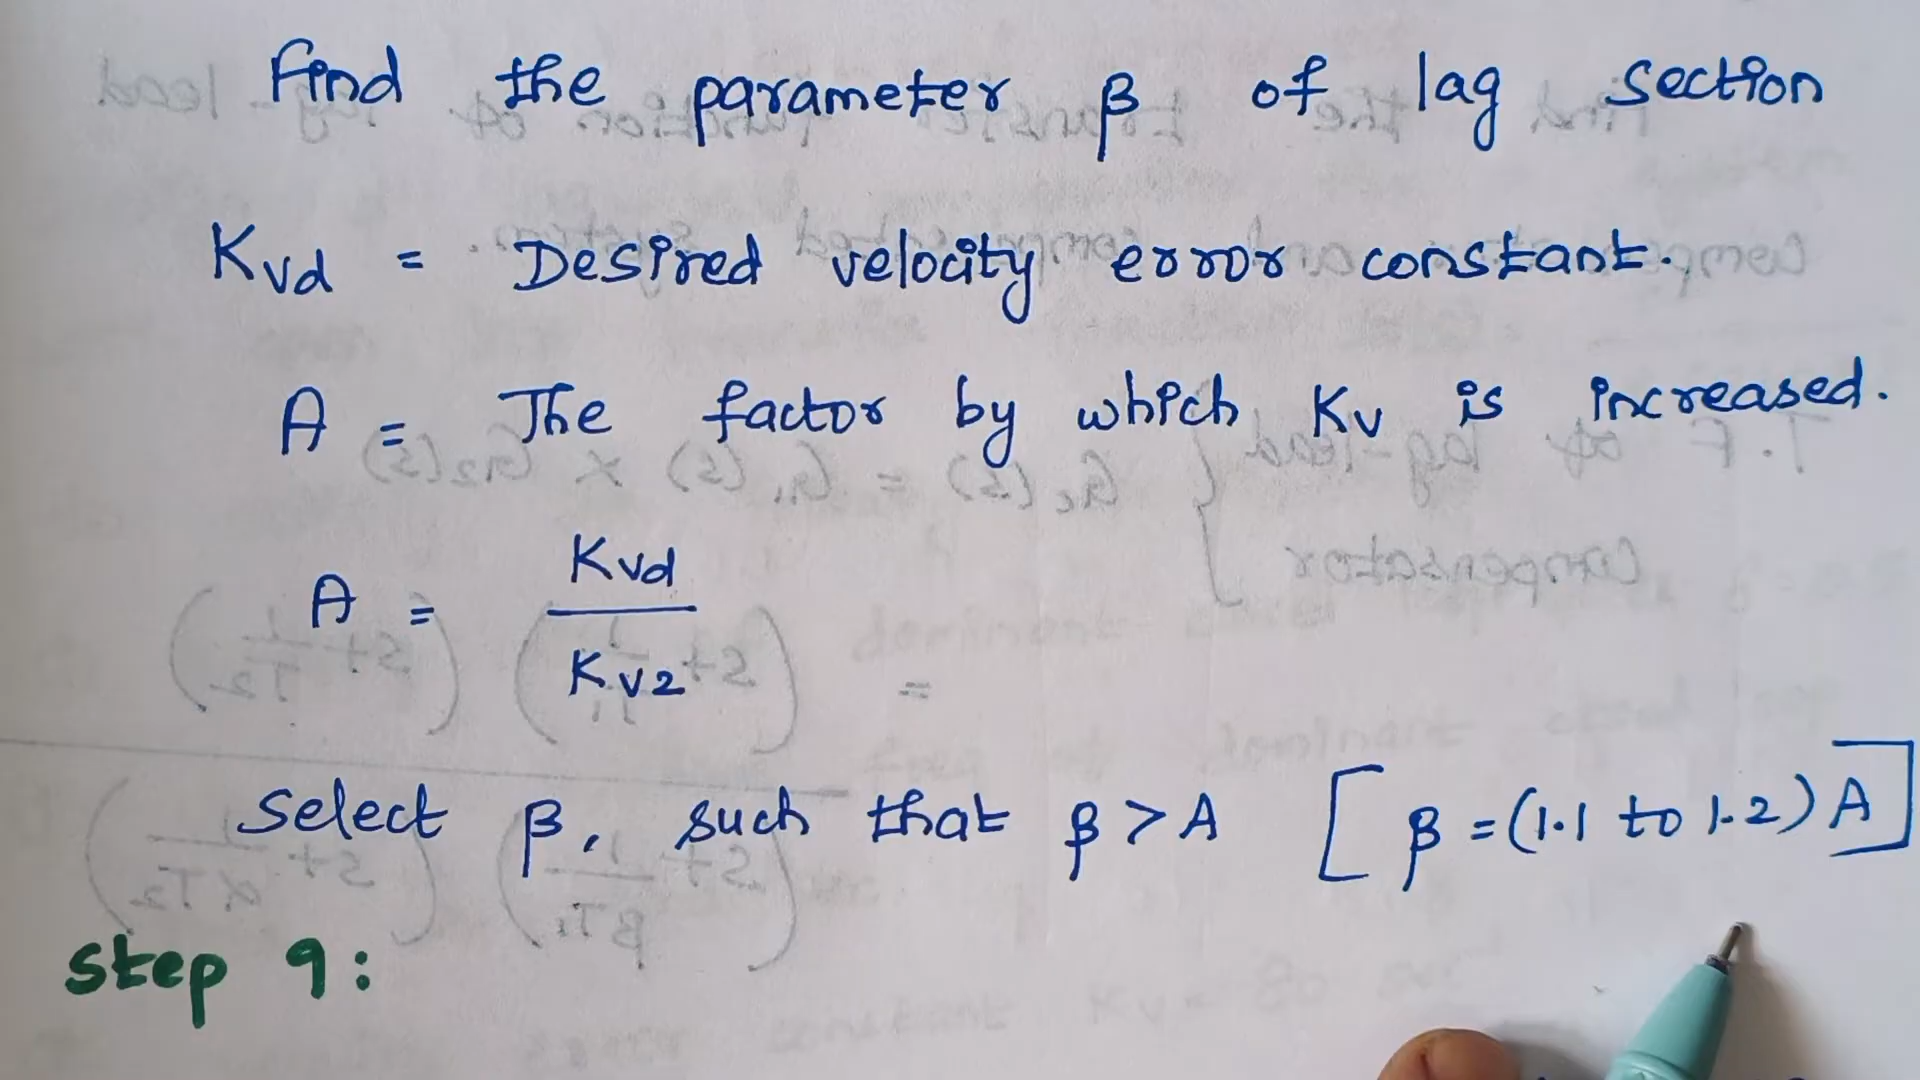 Find the parameter β of lag section
Kvd = Desired velocity error constant.
A = The factor by which Kv is increased.
A = Kvd / Kv2
Select β, such that β > A [β = (1.1 to 1.2) A]
Step 9: